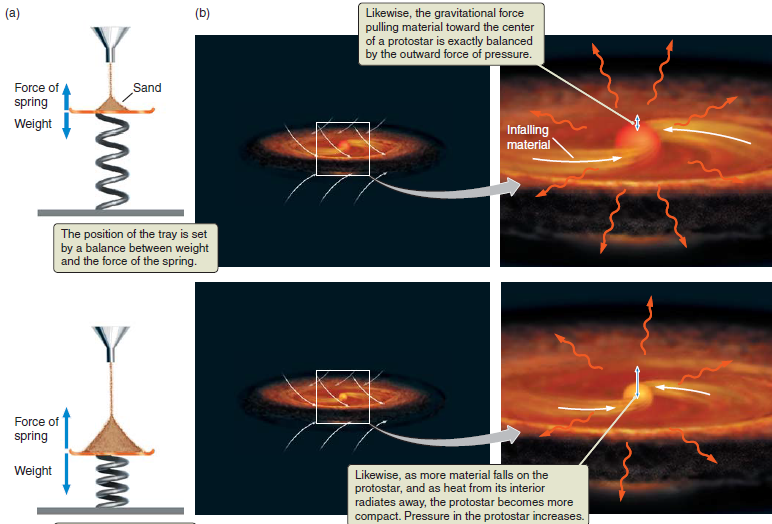 (a)
(b)
Likewise, the gravitational force
pulling material toward the center
of a protostar is exactly balanced
by the outward force of pressure.
Force of
spring
Sand
Weight
Infalling
material
The position of the tray is set
by a balance between weight
and the force of the spring.
Force of
spring
Weight
Likewise, as more material falls on the
protostar, and as heat from its interior
radiates away, the protostar becomes more
compact. Pressure in the protostar increases.